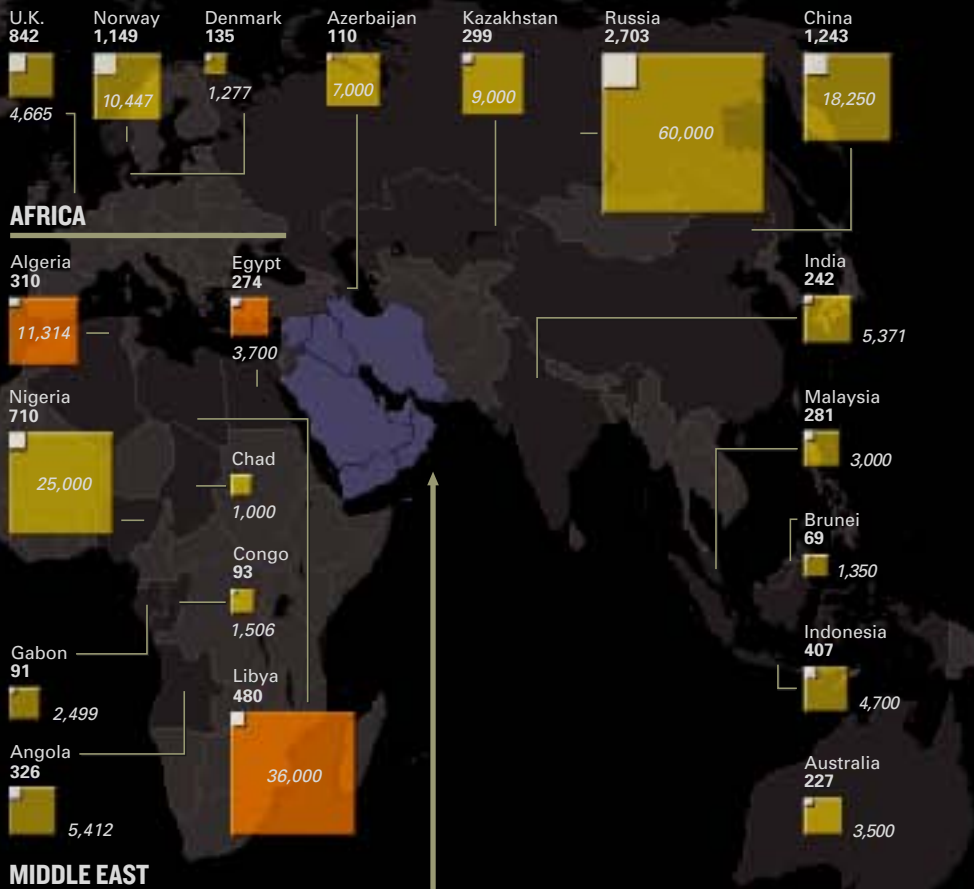 U.K.
842
4,665
Norway
1,149
10,447
Denmark
135
1,277
Azerbaijan
110
7,000
Kazakhstan
299
9,000
Russia
2,703
60,000
China
1,243
18,250
AFRICA
Algeria
310
11,314
Egypt
274
3,700
India
242
5,371
Nigeria
710
25,000
Chad
1,000
Malaysia
281
3,000
Congo
93
1,506
Brunei
69
1,350
Gabon
91
2,499
Libya
480
36,000
Indonesia
407
4,700
Angola
326
5,412
Australia
227
3,500
MIDDLE EAST